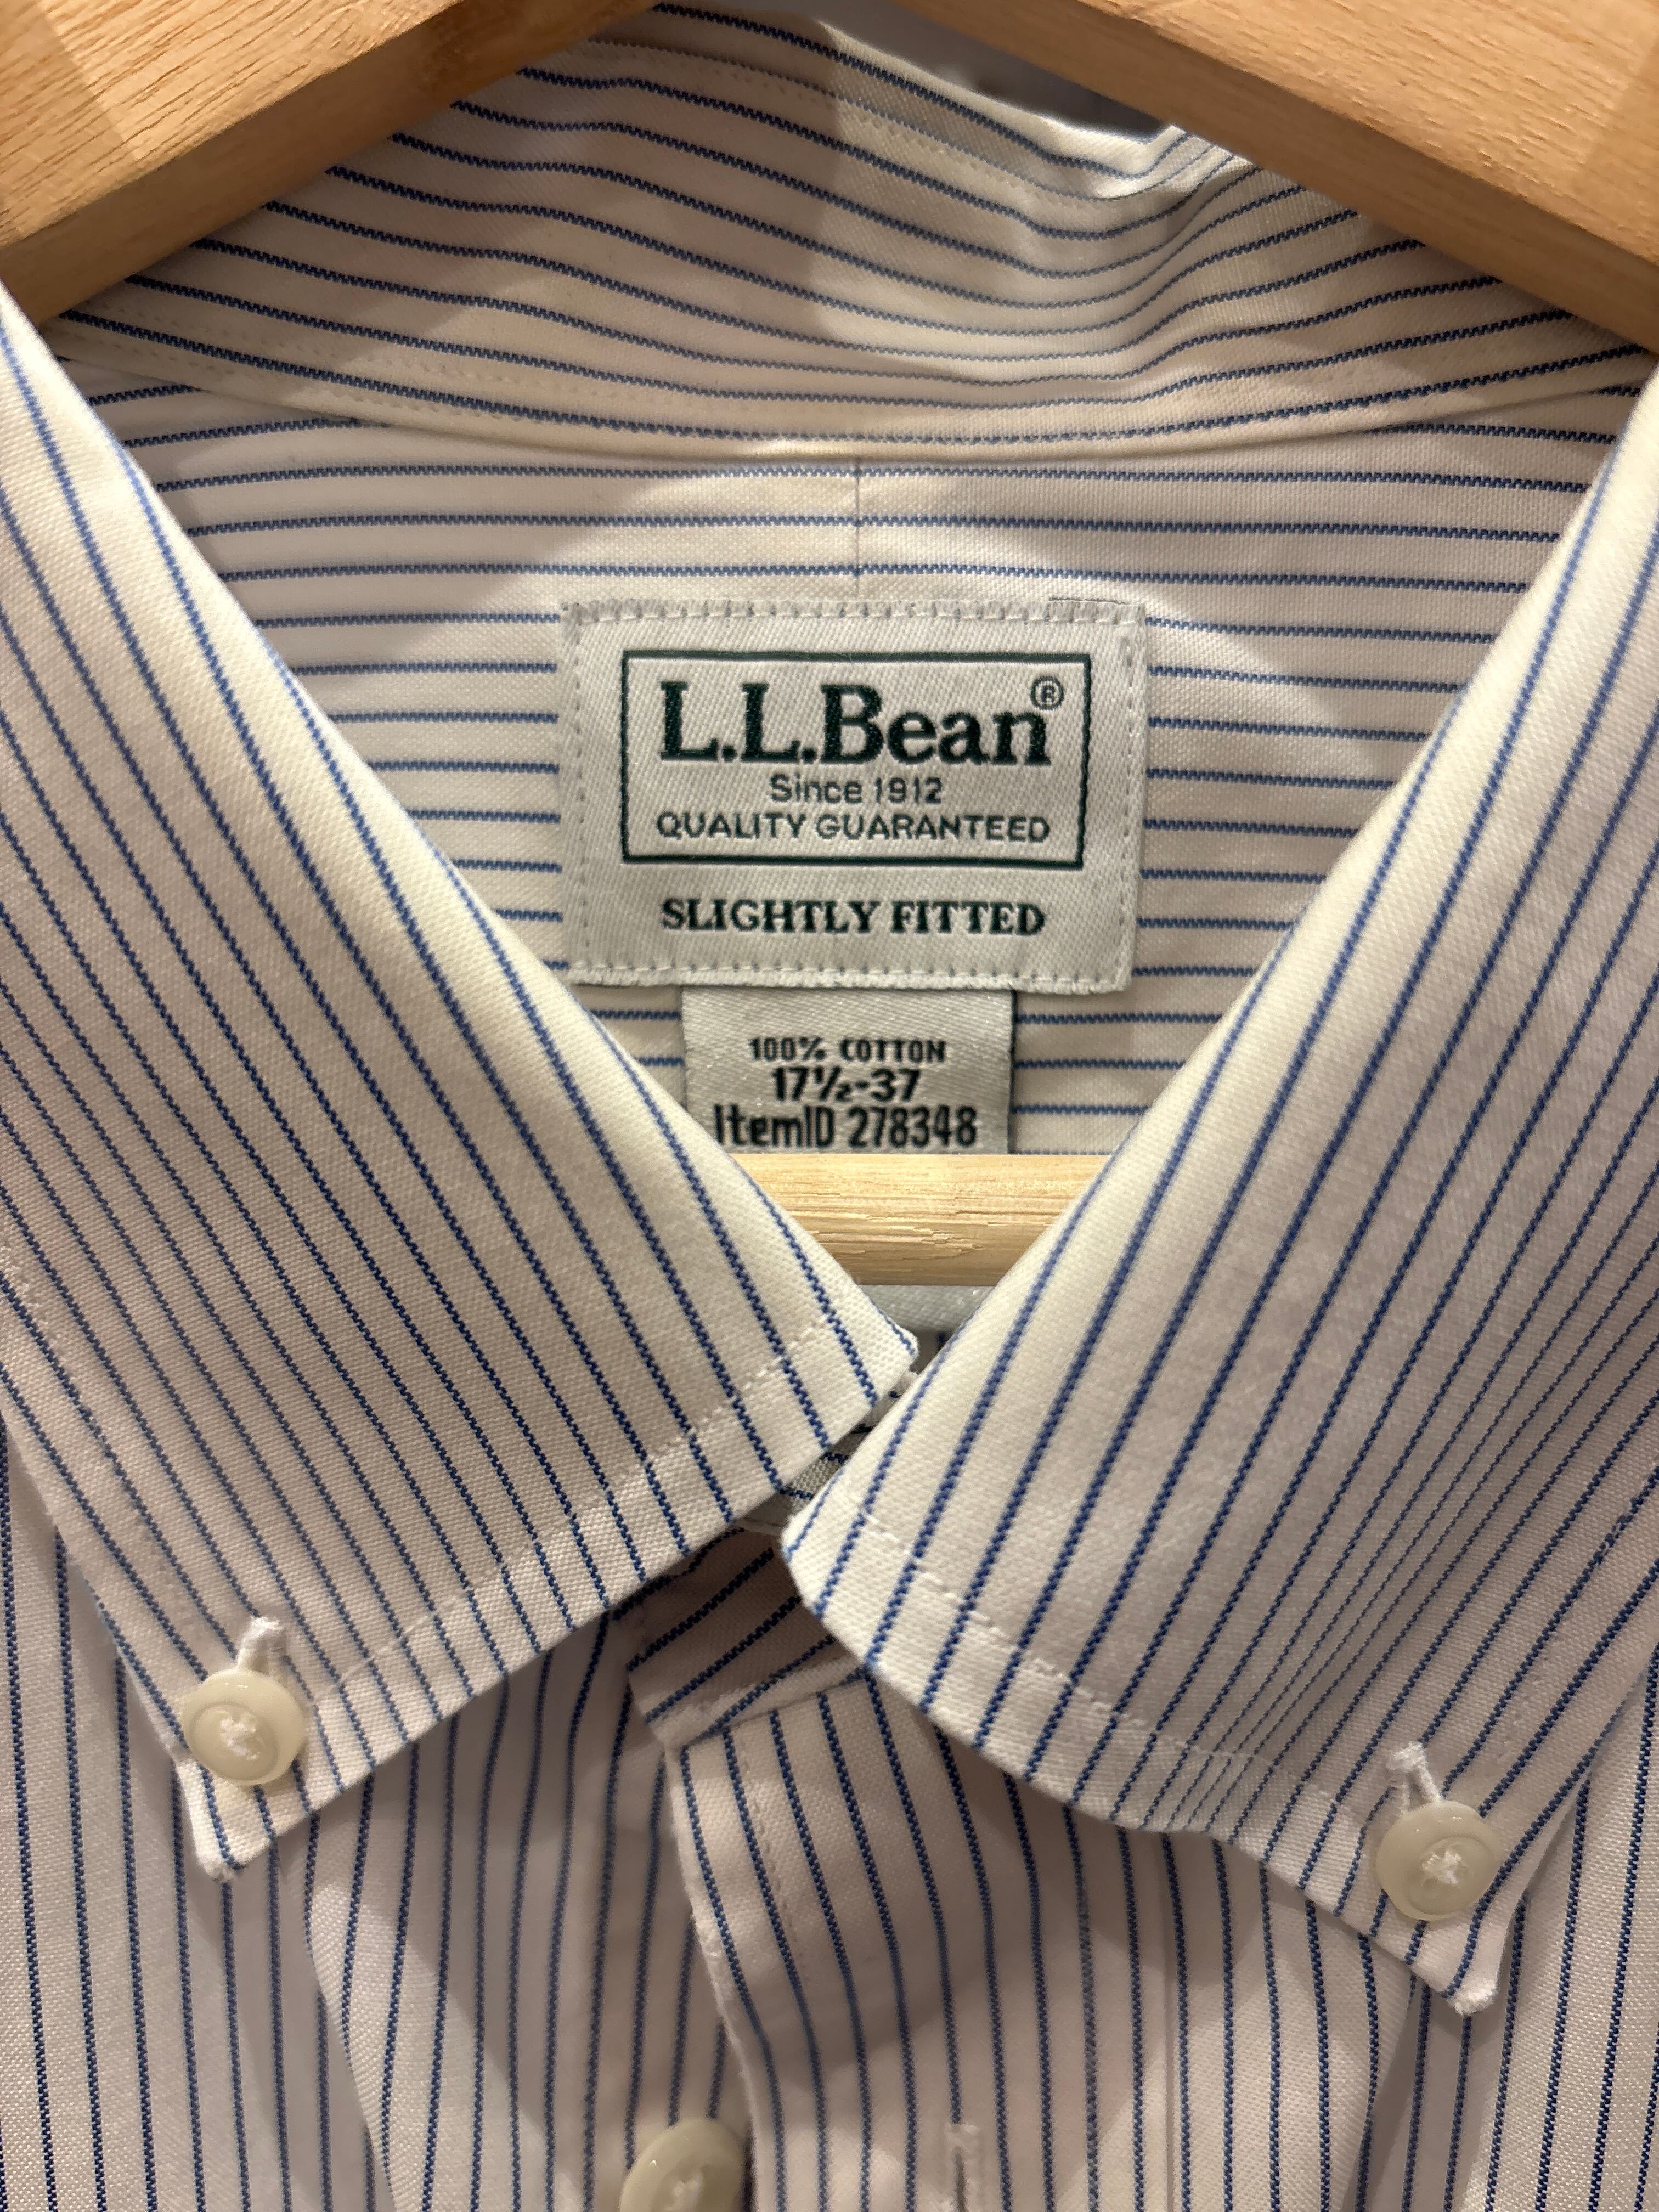 L.L.Bean®
Since 1912
QUALITY GUARANTEED
SLIGHTLY FITTED
100% COTTON
17½-37
ItemID 278348